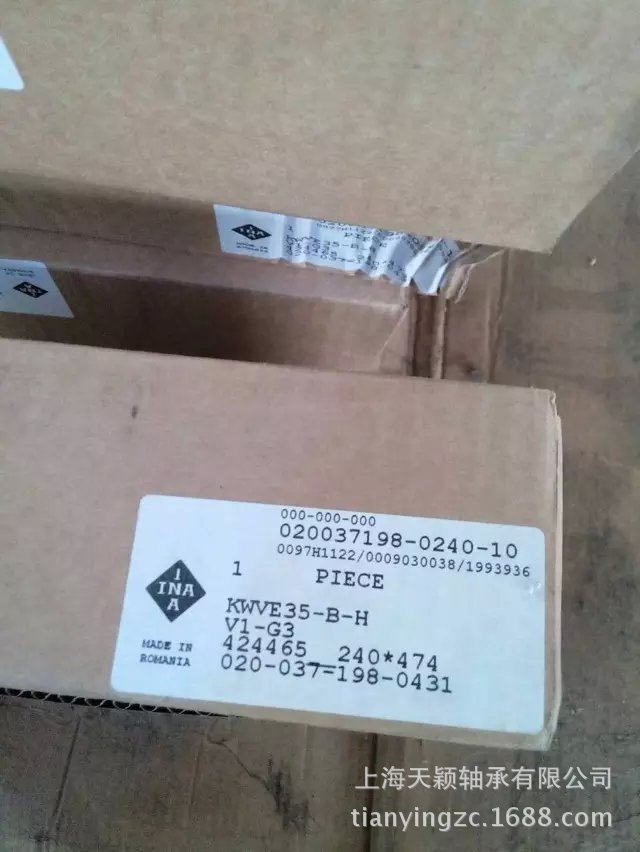 000-000-000
020037198-0240-10
0097H1122/0009030038/1993936
1 PIECE
I
INA
A
KWVE35-B-H
V1-G3
MADE IN
ROMANIA
424465_ 240*474
020-037-198-0431
上海天颖轴承有限公司
tianyingzc.1688.com